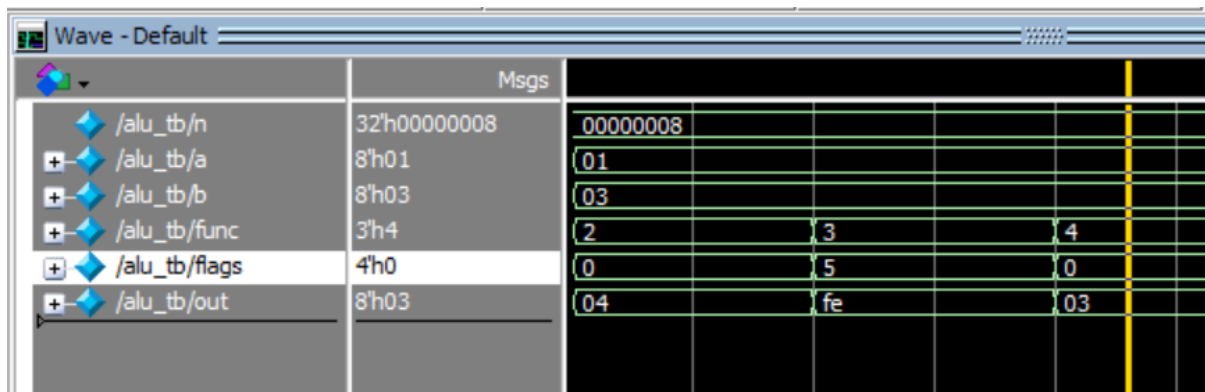 Wave - Default
Msgs
/alu_tb/n 32'h00000008 00000008
/alu_tb/a 8'h01 01
/alu_tb/b 8'h03 03
/alu_tb/func 3'h4 2 3 4
/alu_tb/flags 4'h0 0 5 0
/alu_tb/out 8'h03 04 fe 03